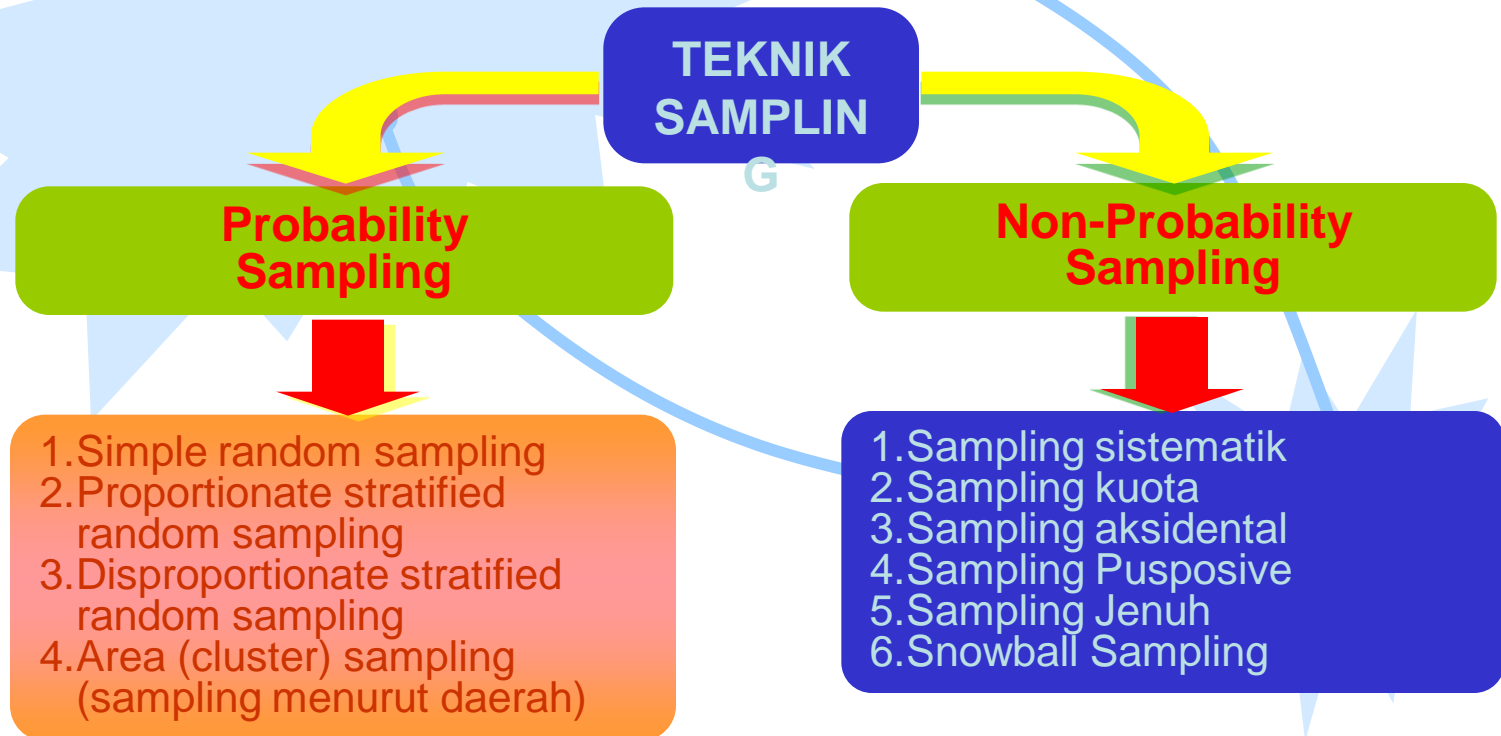 TEKNIK
SAMPLIN
G
Probability
Sampling
Non-Probability
Sampling
1.Simple random sampling
2.Proportionate stratified
random sampling
3.Disproportionate stratified
random sampling
4.Area (cluster) sampling
(sampling menurut daerah)
1.Sampling sistematik
2.Sampling kuota
3.Sampling aksidental
4.Sampling Pusposive
5.Sampling Jenuh
6.Snowball Sampling